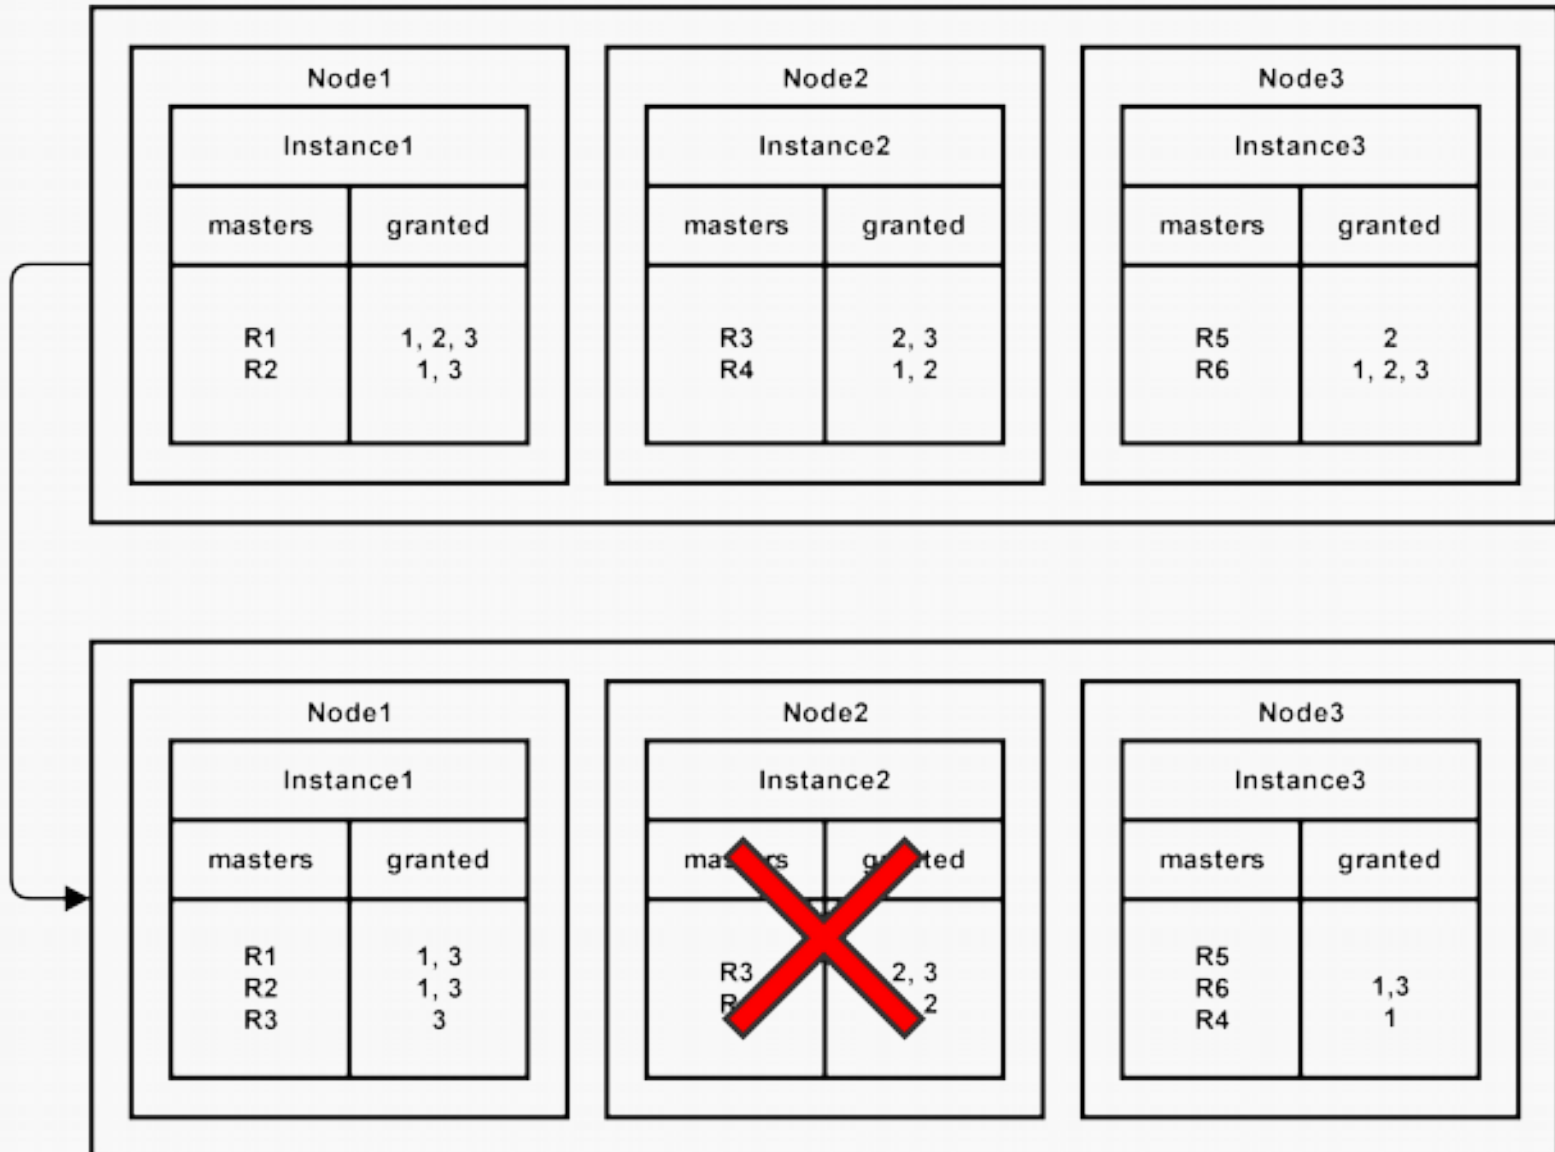 Node1
Instance1
masters granted
R1 1, 2, 3
R2 1, 3
Node2
Instance2
masters granted
R3 2, 3
R4 1, 2
Node3
Instance3
masters granted
R5 2
R6 1, 2, 3
Node1
Instance1
masters granted
R1 1, 3
R2 1, 3
R3 3
Node2
Instance2
R3 2, 3
2
Node3
Instance3
masters granted
R5
R6 1,3
R4 1